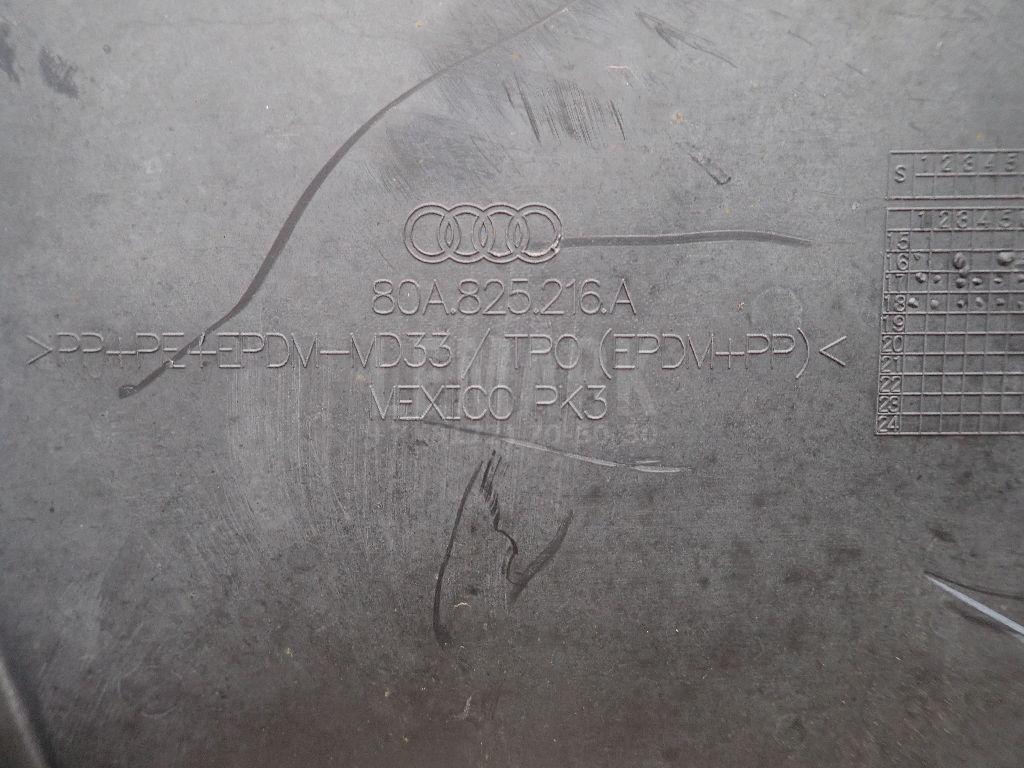 80A.825.216.A
>PP+PE+EPDM-MD33 / TPO (EPDM+PP)<
MEXICO PK3
S 1 2 3 4 5
1 2 3 4 5
15
16
18
19
20
21
22
23
24